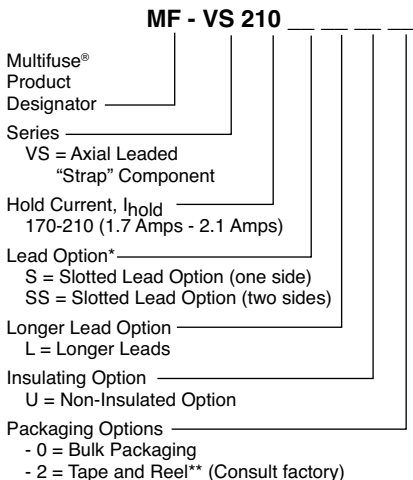 MF - VS 210 __ __ __ __
Multifuse®
Product
Designator
Series
VS = Axial Leaded
“Strap” Component
Hold Current, Ihold
170-210 (1.7 Amps - 2.1 Amps)
Lead Option*
S = Slotted Lead Option (one side)
SS = Slotted Lead Option (two sides)
Longer Lead Option
L = Longer Leads
Insulating Option
U = Non-Insulated Option
Packaging Options
- 0 = Bulk Packaging
- 2 = Tape and Reel** (Consult factory)